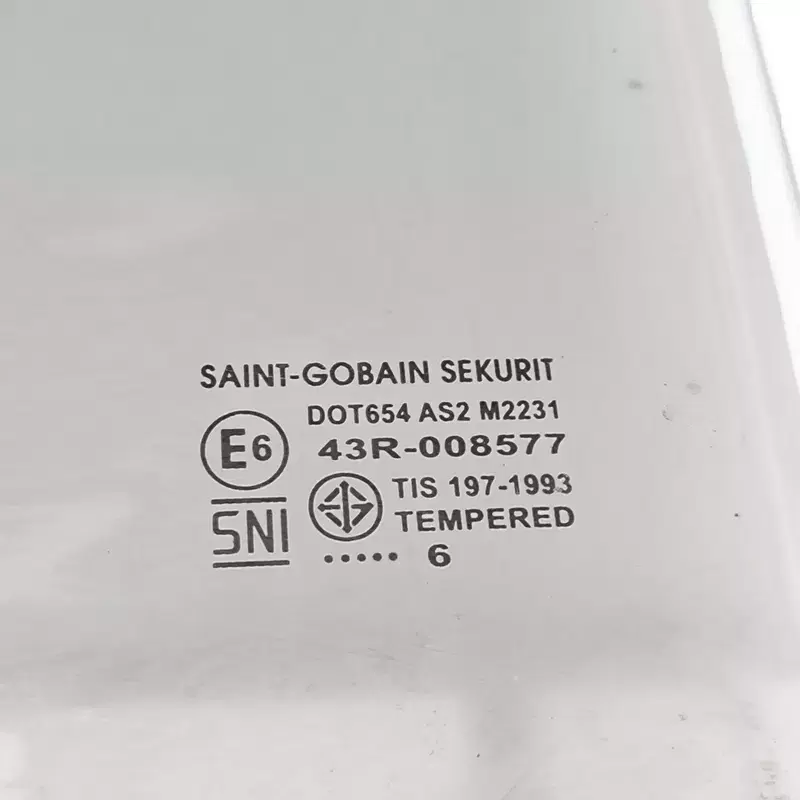 SAINT-GOBAIN SEKURIT
DOT654 AS2 M2231
E6 43R-008577
TIS 197-1993
SNI TEMPERED
..... 6